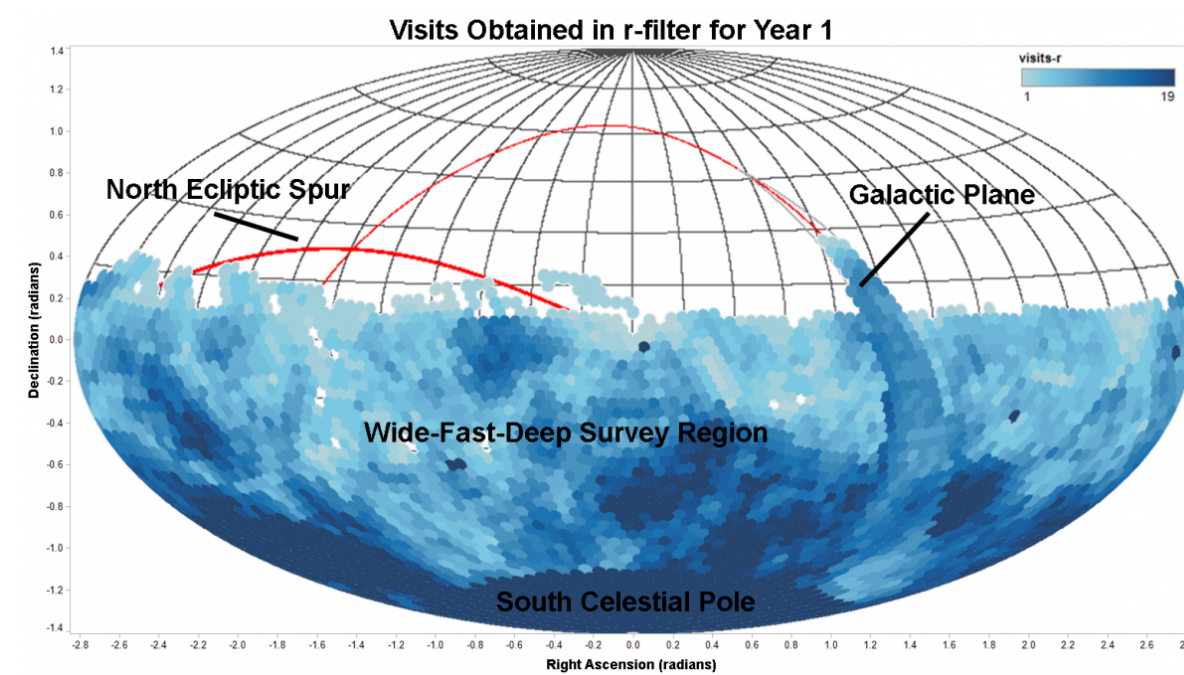 Visits Obtained in r-filter for Year 1
visits-r
1 19
North Ecliptic Spur
Galactic Plane
Wide-Fast-Deep Survey Region
South Celestial Pole
Declination (radians)
1.4
1.2
1.0
0.8
0.6
0.4
0.2
0.0
-0.2
-0.4
-0.6
-0.8
-1.0
-1.2
-1.4
-2.8 -2.6 -2.4 -2.2 -2.0 -1.8 -1.6 -1.4 -1.2 -1.0 -0.8 -0.6 -0.4 -0.2 0.0 0.2 0.4 0.6 0.8 1.0 1.2 1.4 1.6 1.8 2.0 2.2 2.4 2.6
Right Ascension (radians)